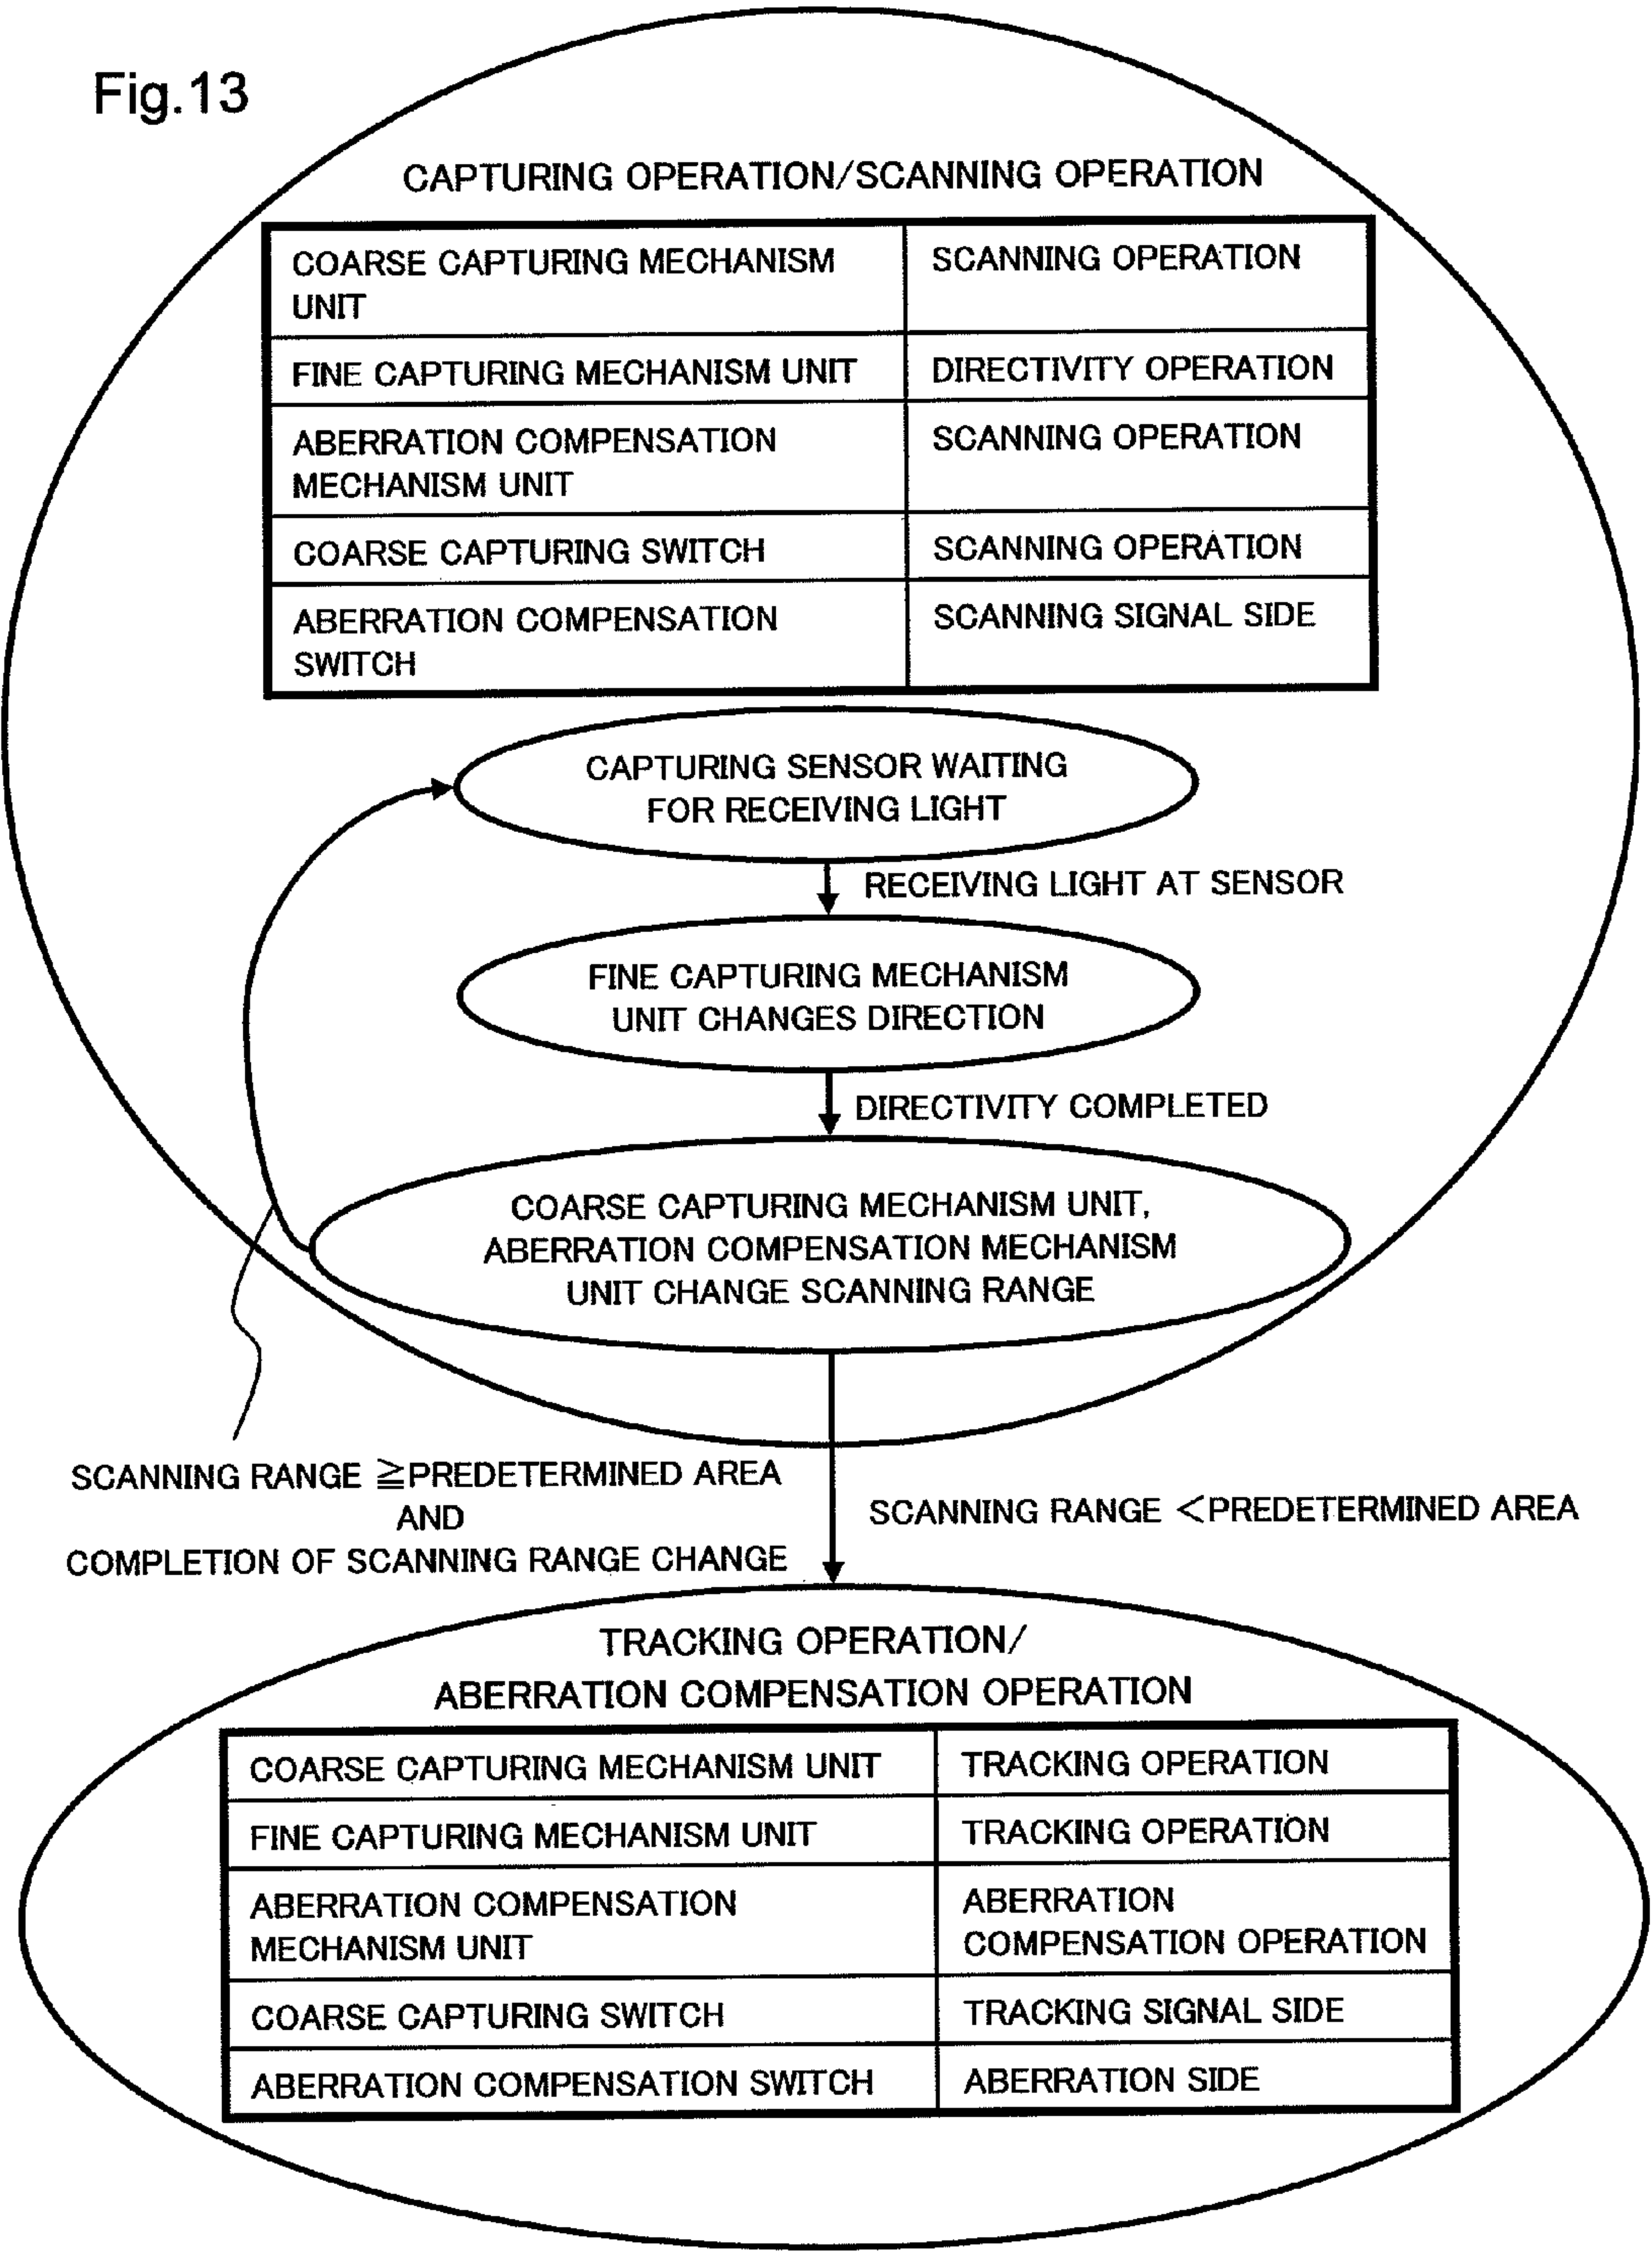 Fig.13
CAPTURING OPERATION/SCANNING OPERATION
COARSE CAPTURING MECHANISM
UNIT
SCANNING OPERATION
FINE CAPTURING MECHANISM UNIT
DIRECTIVITY OPERATION
ABERRATION COMPENSATION
MECHANISM UNIT
SCANNING OPERATION
COARSE CAPTURING SWITCH
SCANNING OPERATION
ABERRATION COMPENSATION
SWITCH
SCANNING SIGNAL SIDE
CAPTURING SENSOR WAITING
FOR RECEIVING LIGHT
RECEIVING LIGHT AT SENSOR
FINE CAPTURING MECHANISM
UNIT CHANGES DIRECTION
DIRECTIVITY COMPLETED
COARSE CAPTURING MECHANISM UNIT,
ABERRATION COMPENSATION MECHANISM
UNIT CHANGE SCANNING RANGE
SCANNING RANGE ≧PREDETERMINED AREA
AND
COMPLETION OF SCANNING RANGE CHANGE
SCANNING RANGE <PREDETERMINED AREA
TRACKING OPERATION/
ABERRATION COMPENSATION OPERATION
COARSE CAPTURING MECHANISM UNIT
TRACKING OPERATION
FINE CAPTURING MECHANISM UNIT
TRACKING OPERATION
ABERRATION COMPENSATION
MECHANISM UNIT
ABERRATION
COMPENSATION OPERATION
COARSE CAPTURING SWITCH
TRACKING SIGNAL SIDE
ABERRATION COMPENSATION SWITCH
ABERRATION SIDE